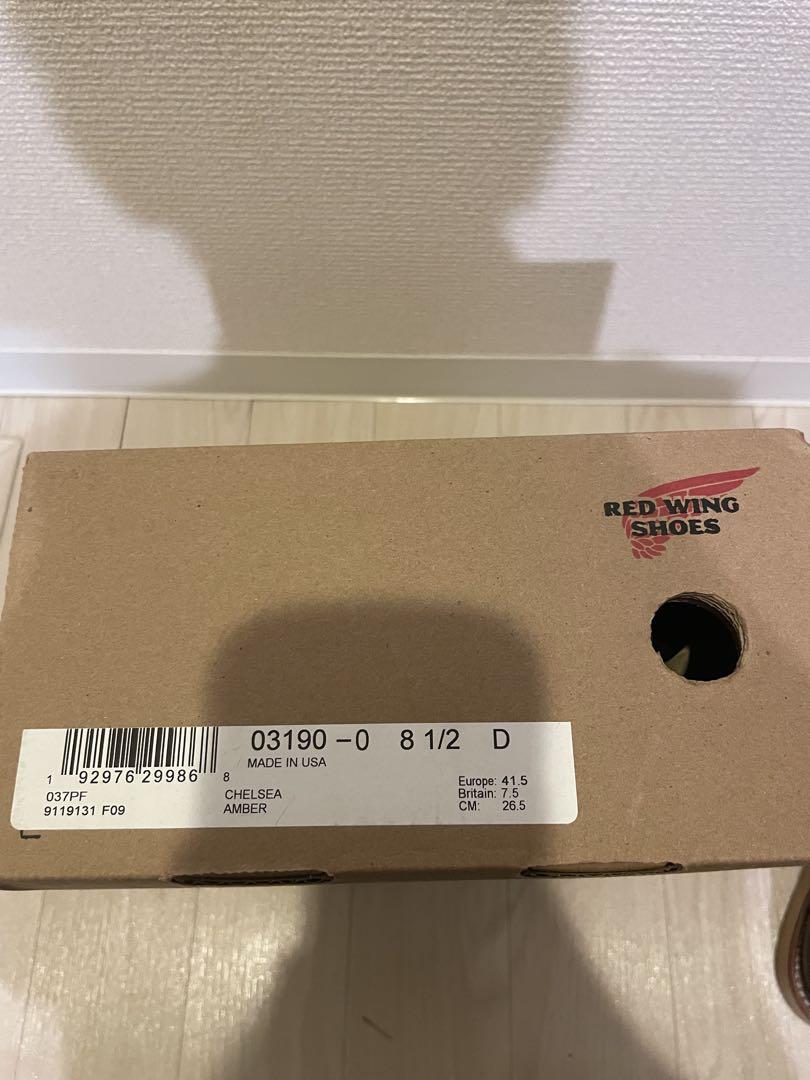 RED WING
SHOES
03190 -0 8 1/2 D
MADE IN USA
1 92976 29986 8
037PF
9119131 F09
CHELSEA
AMBER
Europe: 41.5
Britain: 7.5
CM: 26.5